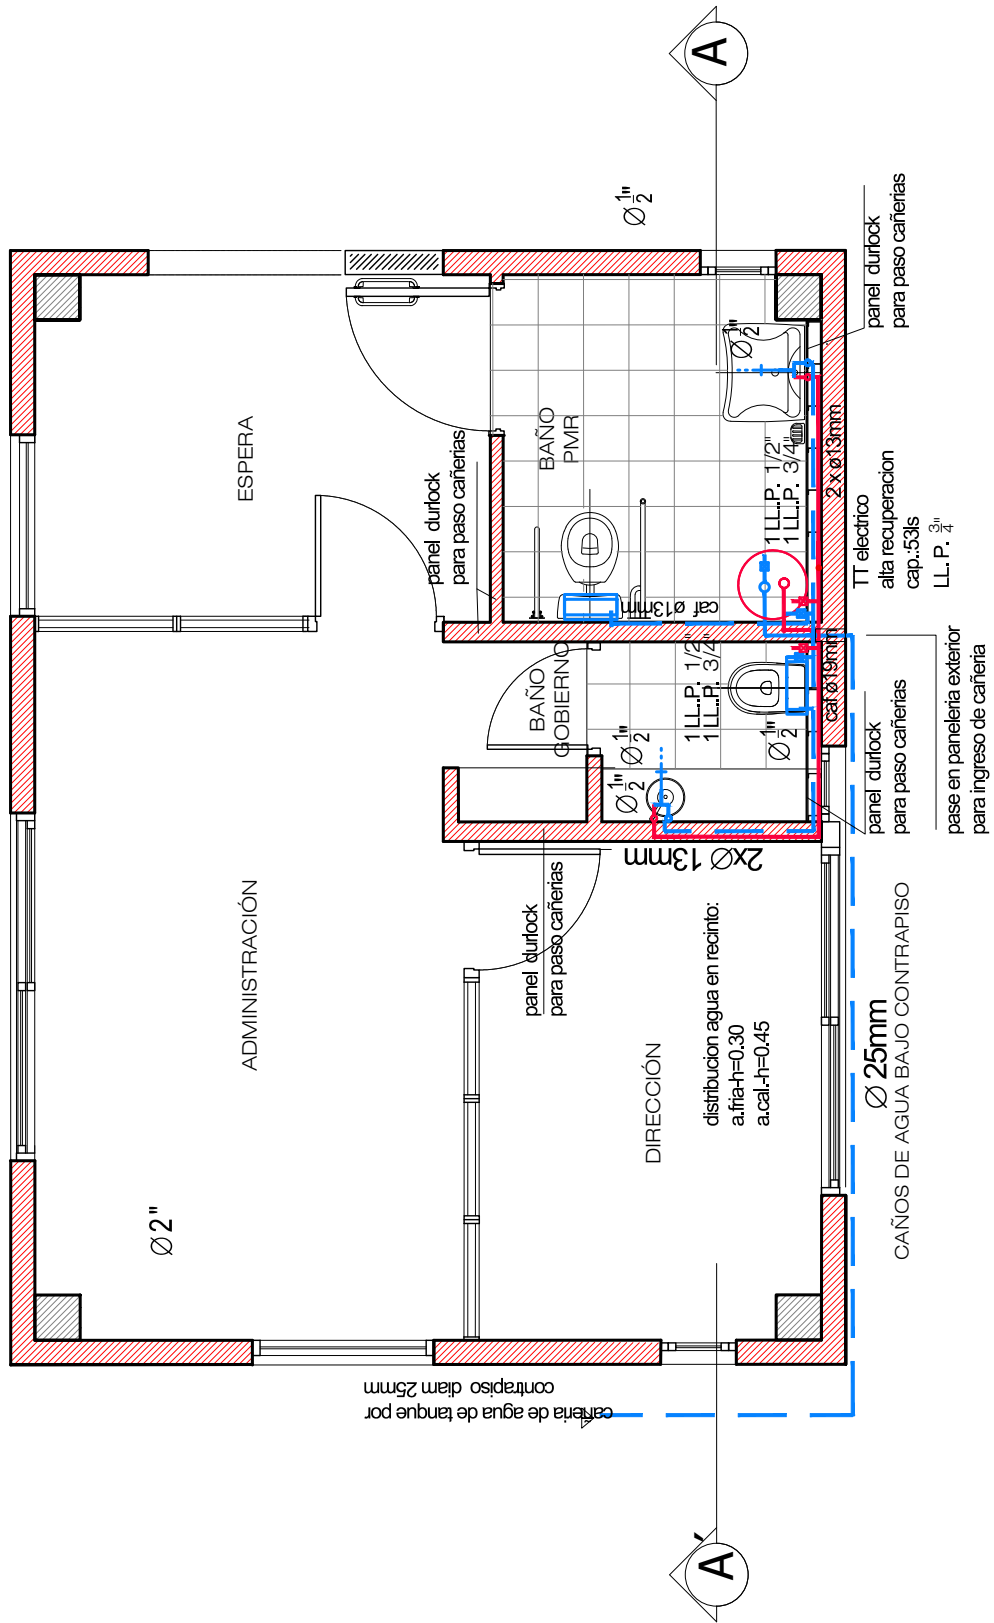 A
Ø 1"/2
panel durlock
para paso cañerias
ESPERA
panel durlock
para paso cañerias
BAÑO
PMR
Ø 1"/2
1 LL.P. 1/2"
1 LL.P. 3/4"
2 x ø13mm
TT electrico
alta recuperacion
cap.:53ls
LL. P. 3"/4
caf ø13mm
BAÑO
GOBIERNO
1 LL.P. 1/2"
1 LL.P. 3/4"
caf ø19mm
Ø 1"/2
Ø 1"/2
Ø 1"/2
panel durlock
para paso cañerias
pase en paneleria exterior
para ingreso de cañeria
2xØ 13mm
panel durlock
para paso cañerias
ADMINISTRACIÓN
DIRECCIÓN
distribucion agua en recinto:
a.fria-h=0.30
a.cal.-h=0.45
Ø 25mm
CAÑOS DE AGUA BAJO CONTRAPISO
Ø 2"
cañeria de agua de tanque por
contrapiso diam 25mm
A'